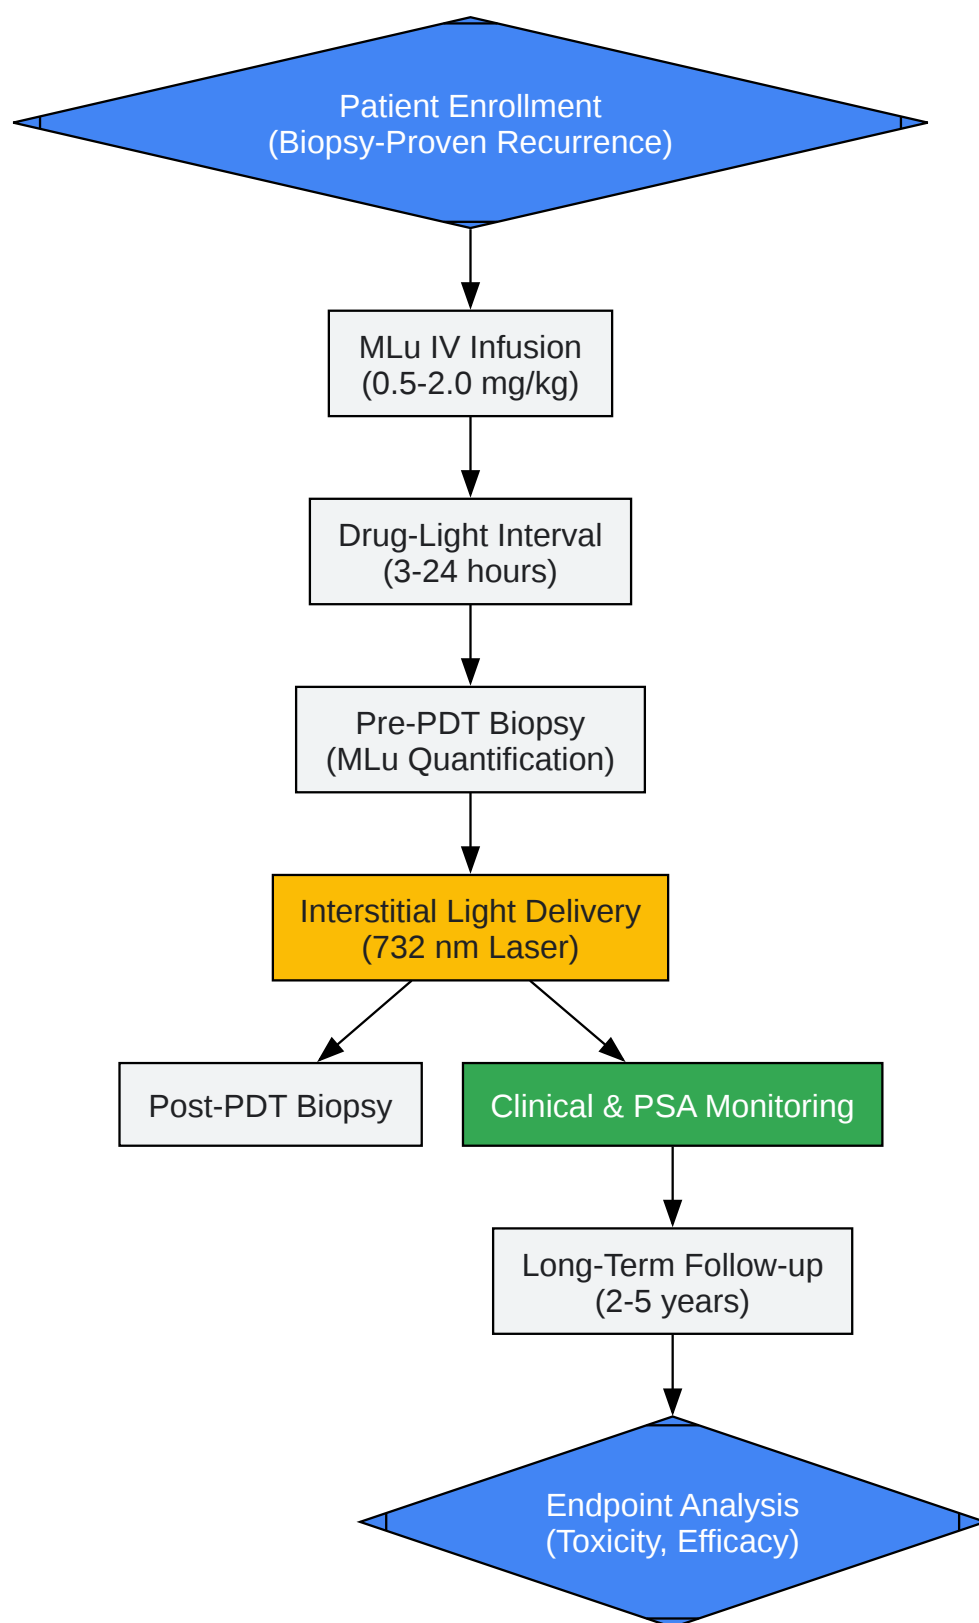 Patient Enrollment
(Biopsy-Proven Recurrence)
MLu IV Infusion
(0.5-2.0 mg/kg)
Drug-Light Interval
(3-24 hours)
Pre-PDT Biopsy
(MLu Quantification)
Interstitial Light Delivery
(732 nm Laser)
Post-PDT Biopsy
Clinical & PSA Monitoring
Long-Term Follow-up
(2-5 years)
Endpoint Analysis
(Toxicity, Efficacy)